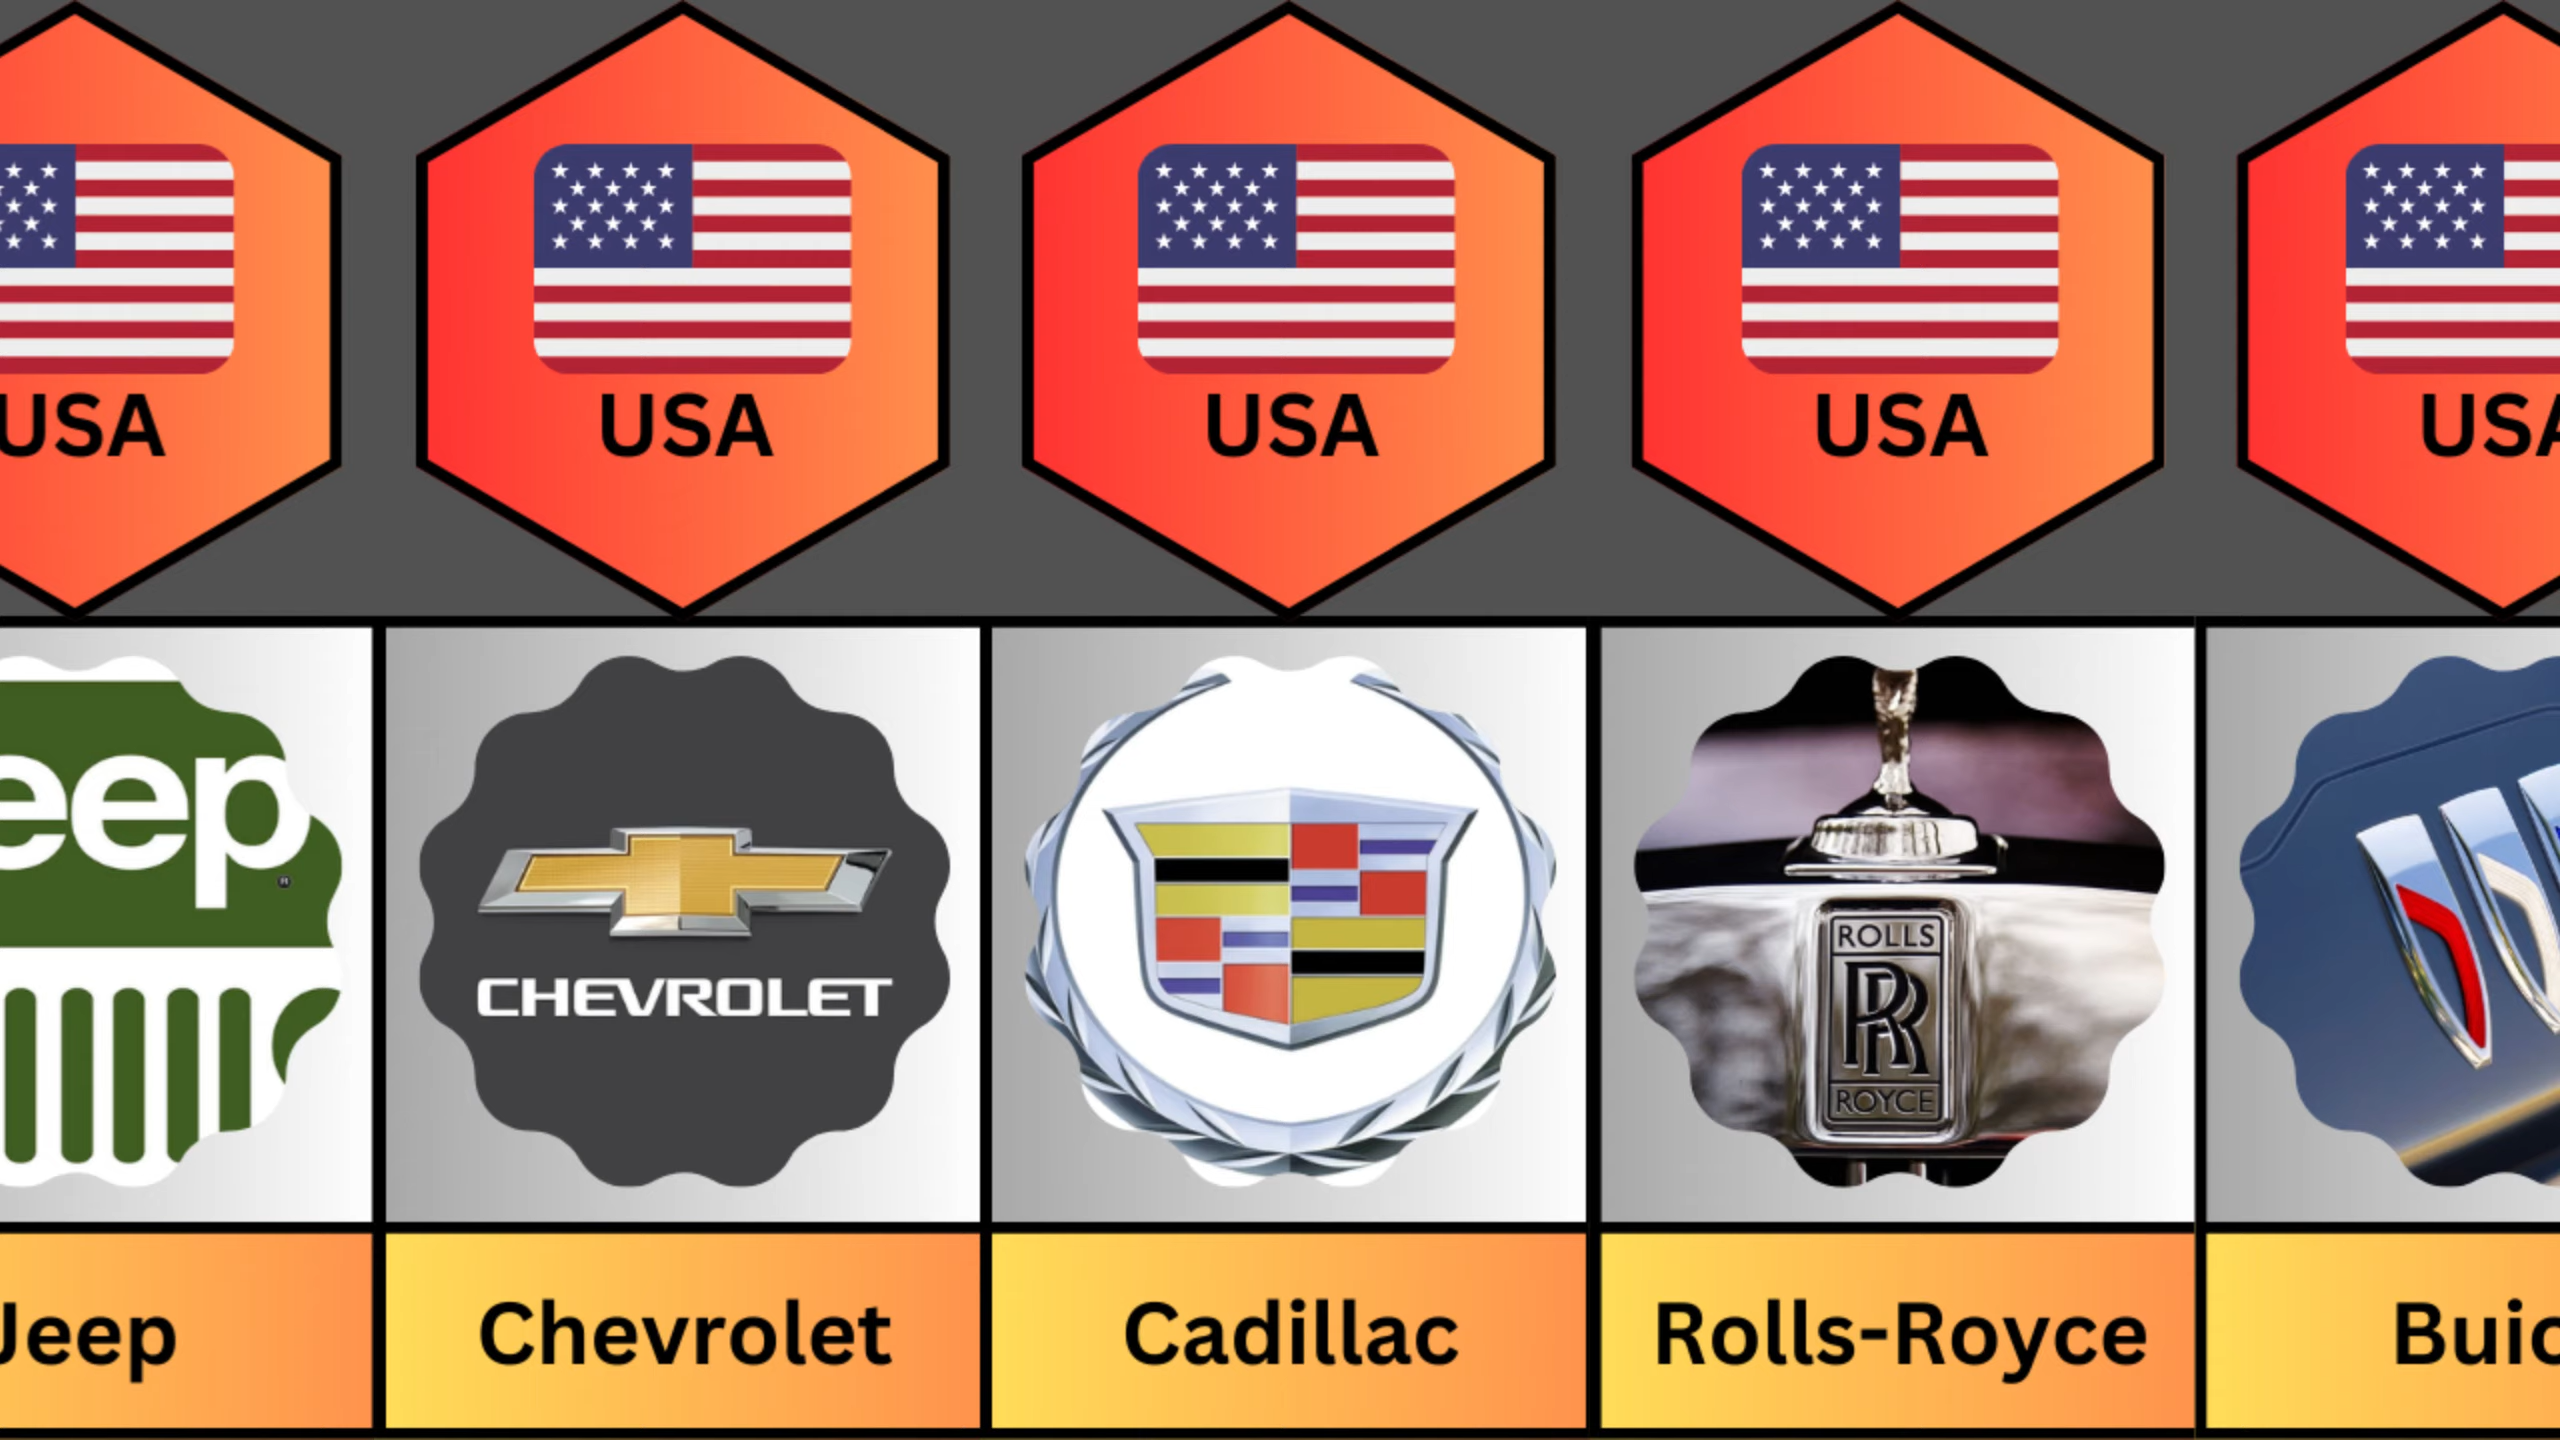 USA
USA
USA
USA
USA
eep
®
CHEVROLET
ROLLS
RR
ROYCE
Jeep
Chevrolet
Cadillac
Rolls-Royce
Buic